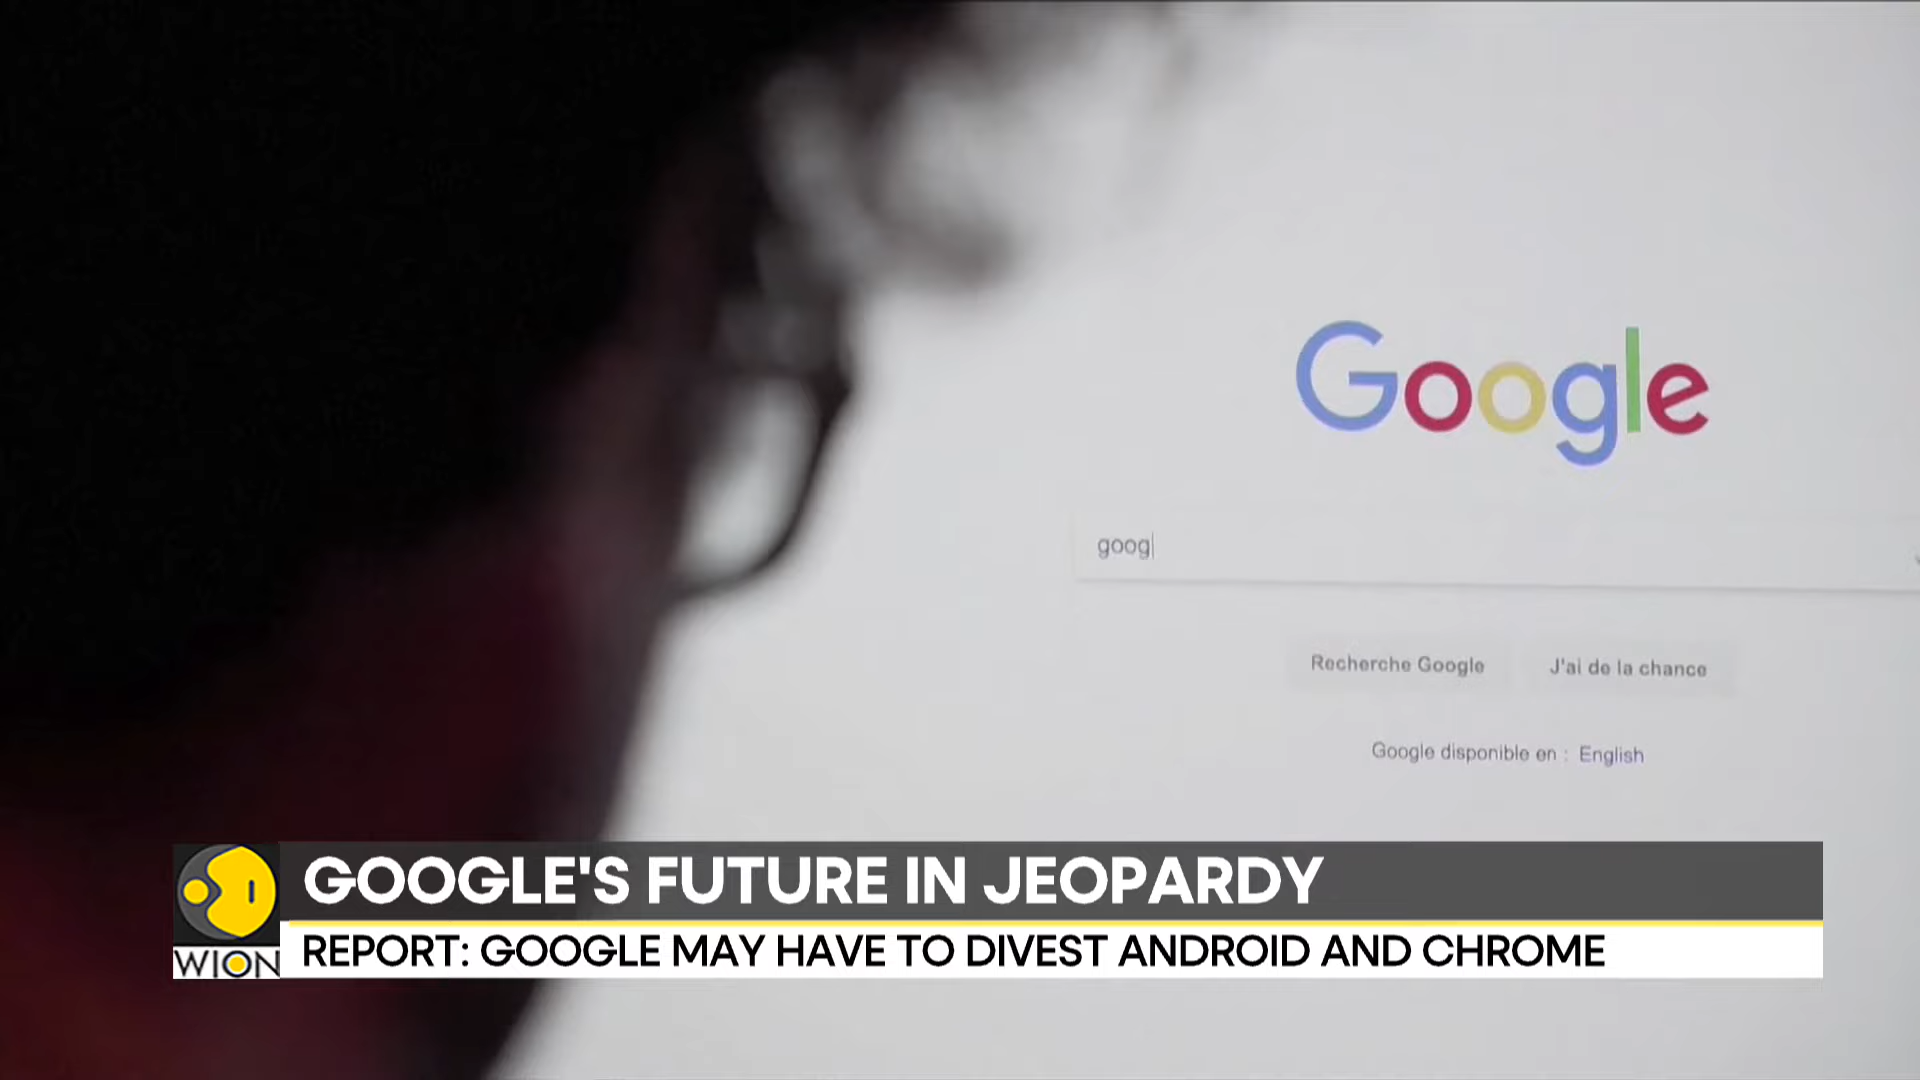 Google
goog
Recherche Google J'ai de la chance
Google disponible en : English
GOOGLE'S FUTURE IN JEOPARDY
REPORT: GOOGLE MAY HAVE TO DIVEST ANDROID AND CHROME
WION